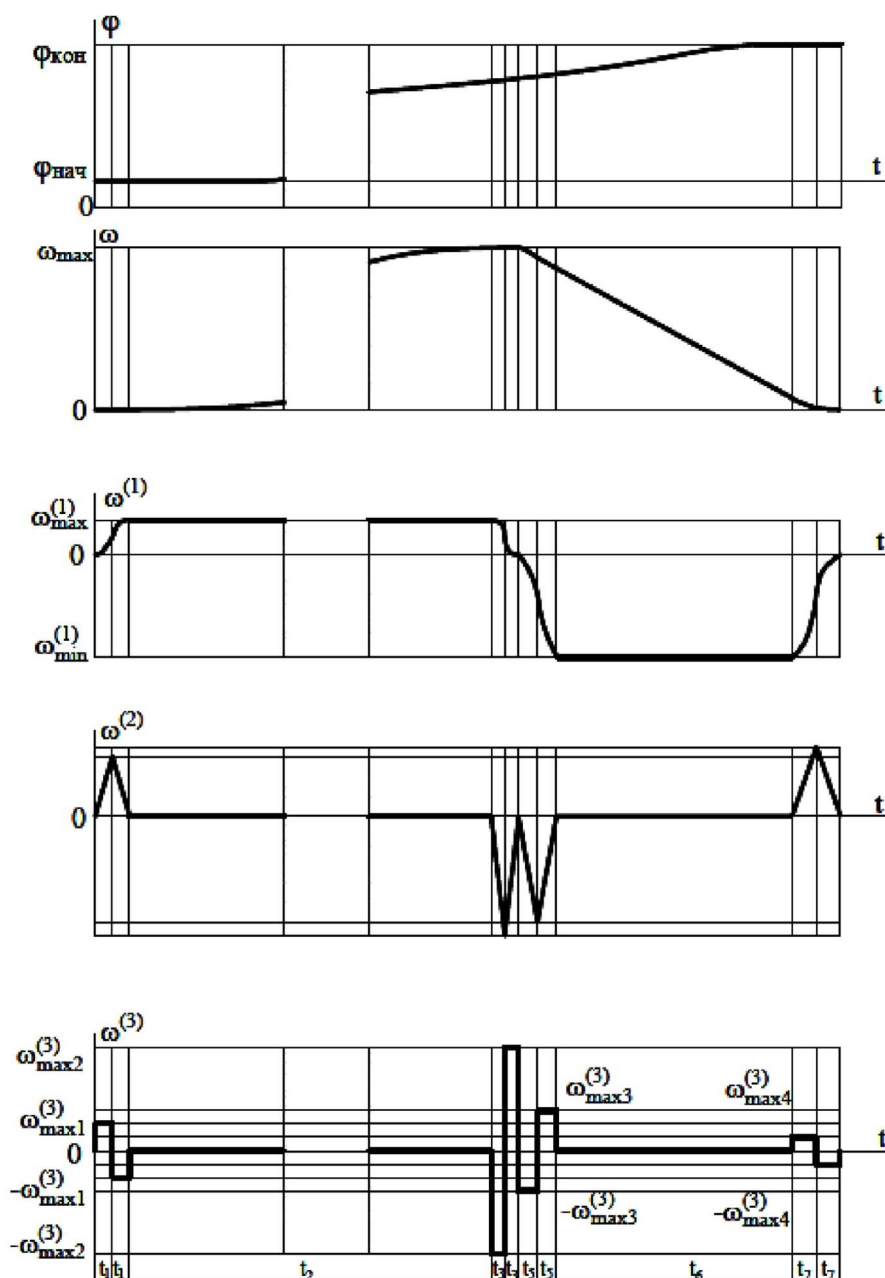 φ
φкон
φнач
t
0
ω
ωmax
0
t
ω(1)
ω(1)max
0
t
ω(1)min
ω(2)
0
t
ω(3)
ω(3)max2
ω(3)max3
ω(3)max4
ω(3)max1
0
t
-ω(3)max1
-ω(3)max3
-ω(3)max4
-ω(3)max2
t1 t1 t2 t3 t3 t5 t5 t6 t7 t7